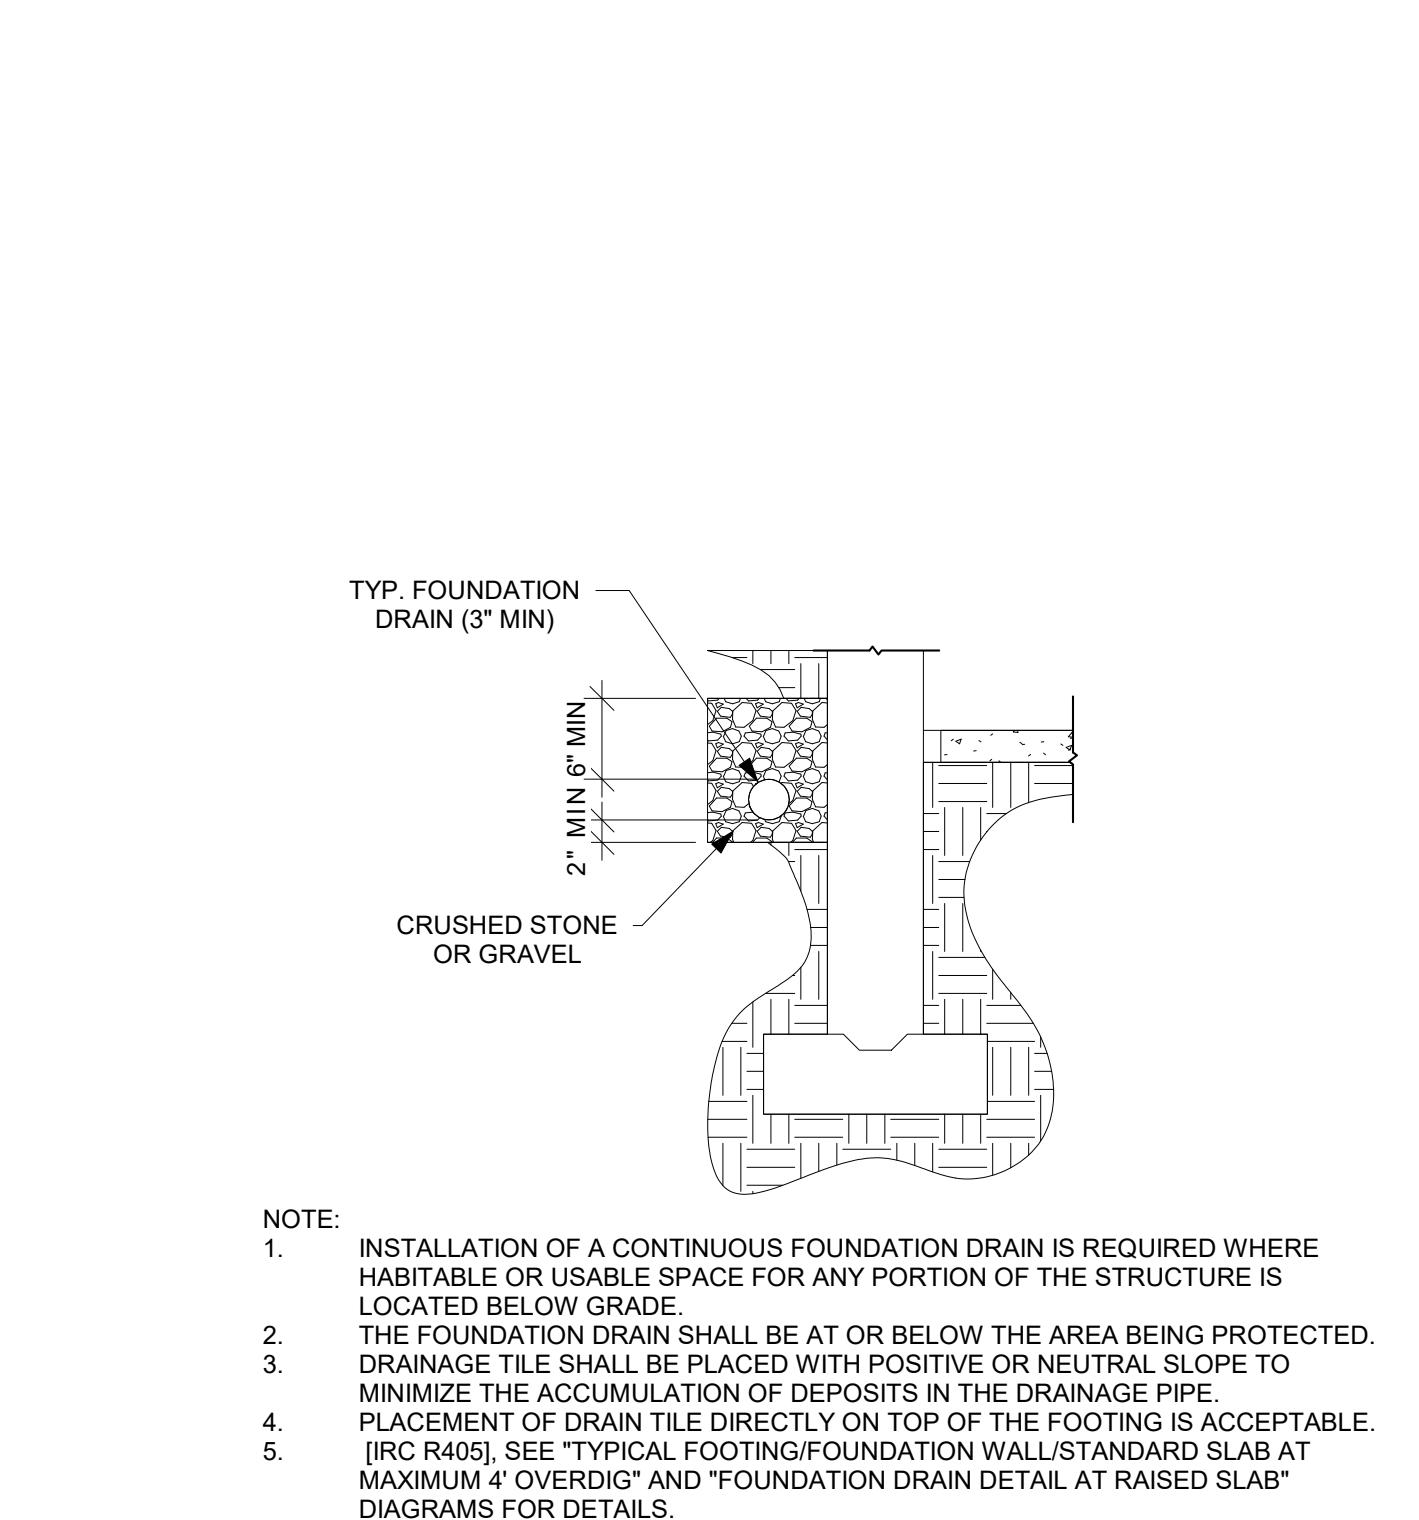 TYP. FOUNDATION
DRAIN (3" MIN)
6" MIN
2" MIN
CRUSHED STONE
OR GRAVEL
NOTE:
1. INSTALLATION OF A CONTINUOUS FOUNDATION DRAIN IS REQUIRED WHERE
HABITABLE OR USABLE SPACE FOR ANY PORTION OF THE STRUCTURE IS
LOCATED BELOW GRADE.
2. THE FOUNDATION DRAIN SHALL BE AT OR BELOW THE AREA BEING PROTECTED.
3. DRAINAGE TILE SHALL BE PLACED WITH POSITIVE OR NEUTRAL SLOPE TO
MINIMIZE THE ACCUMULATION OF DEPOSITS IN THE DRAINAGE PIPE.
4. PLACEMENT OF DRAIN TILE DIRECTLY ON TOP OF THE FOOTING IS ACCEPTABLE.
5. [IRC R405], SEE "TYPICAL FOOTING/FOUNDATION WALL/STANDARD SLAB AT
MAXIMUM 4' OVERDIG" AND "FOUNDATION DRAIN DETAIL AT RAISED SLAB"
DIAGRAMS FOR DETAILS.